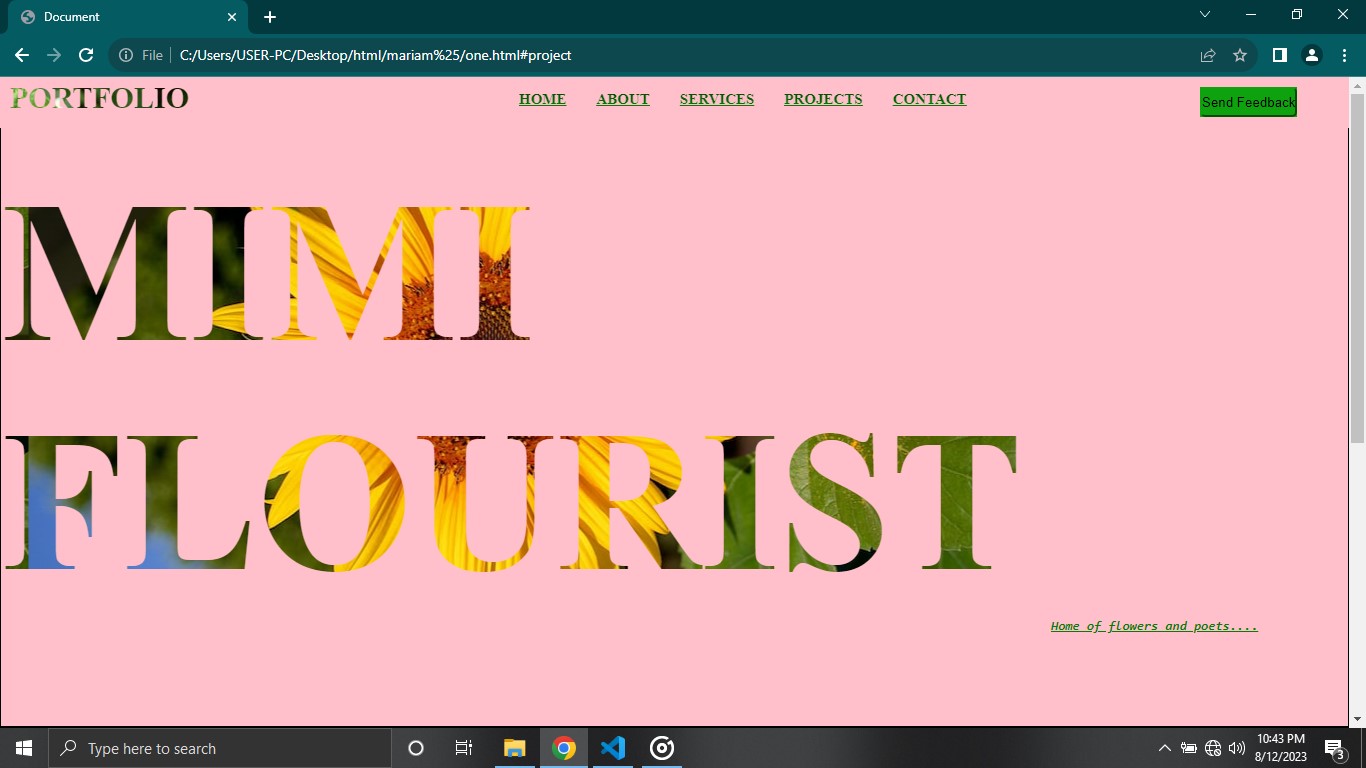 Document
File
C:/Users/USER-PC/Desktop/html/mariam%25/one.html#project
PORTFOLIO
HOME ABOUT SERVICES PROJECTS CONTACT
Send Feedback
MIMI
FLOURIST
Home of flowers and poets....
Type here to search
10:43 PM
8/12/2023
3